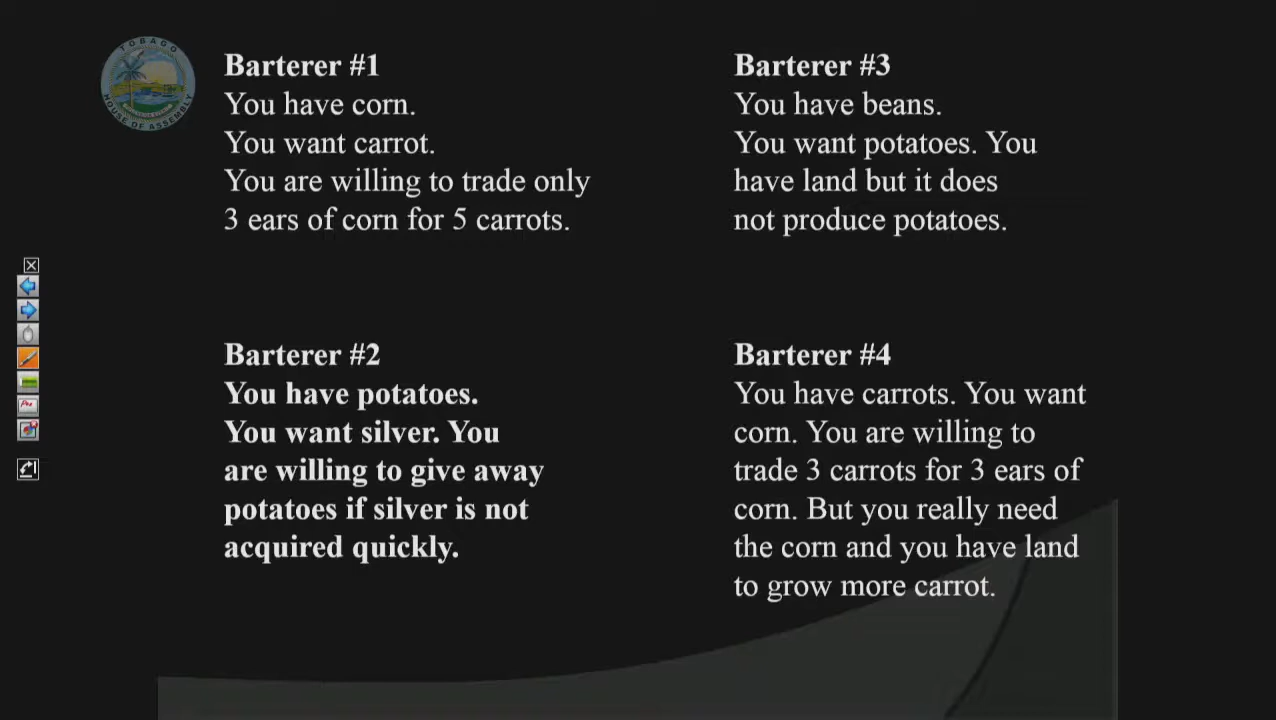 TOBAGO
HOUSE OF ASSEMBLY
Barterer #1
You have corn.
You want carrot.
You are willing to trade only
3 ears of corn for 5 carrots.
Barterer #2
You have potatoes.
You want silver. You
are willing to give away
potatoes if silver is not
acquired quickly.
Barterer #3
You have beans.
You want potatoes. You
have land but it does
not produce potatoes.
Barterer #4
You have carrots. You want
corn. You are willing to
trade 3 carrots for 3 ears of
corn. But you really need
the corn and you have land
to grow more carrot.